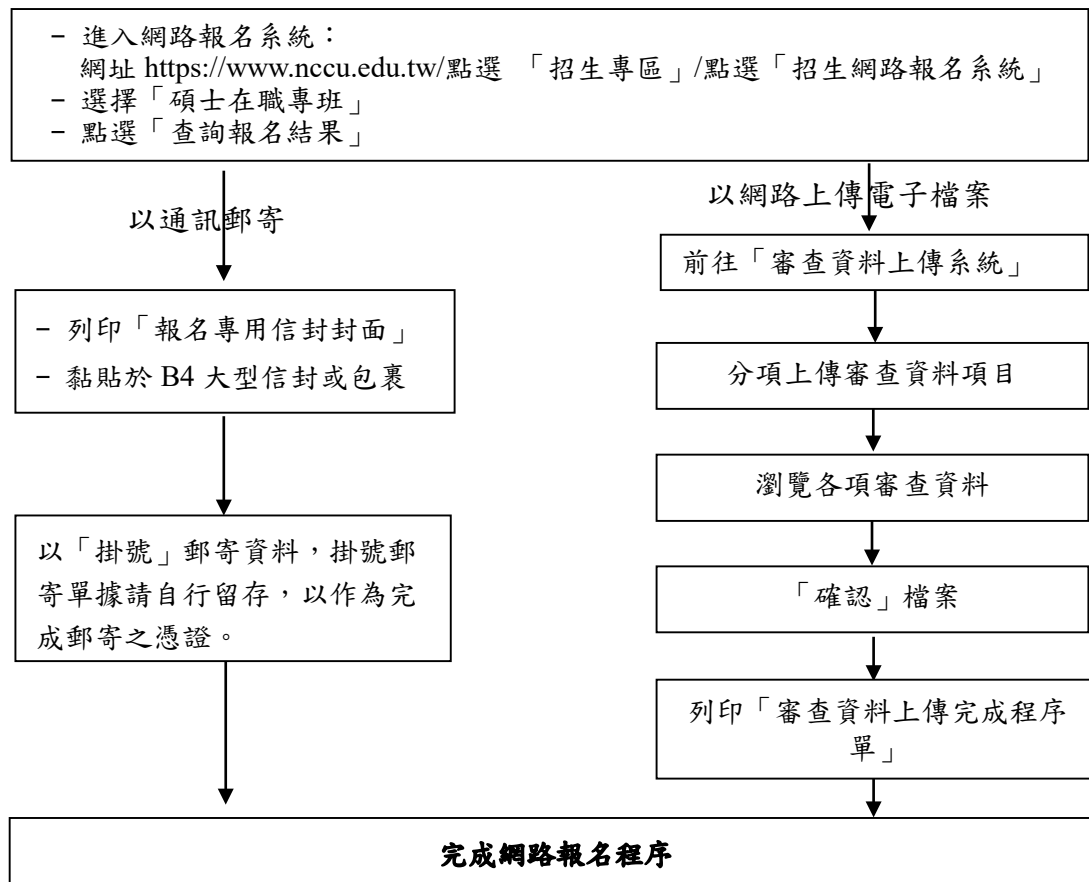 - 進入網路報名系統：
網址 https://www.nccu.edu.tw/點選 「招生專區」/點選「招生網路報名系統」
- 選擇「碩士在職專班」
- 點選「查詢報名結果」
以通訊郵寄
- 列印「報名專用信封封面」
- 黏貼於 B4 大型信封或包裹
以「掛號」郵寄資料，掛號郵
寄單據請自行留存，以作為完
成郵寄之憑證。
以網路上傳電子檔案
前往「審查資料上傳系統」
分項上傳審查資料項目
瀏覽各項審查資料
「確認」檔案
列印「審查資料上傳完成程序
單」
完成網路報名程序